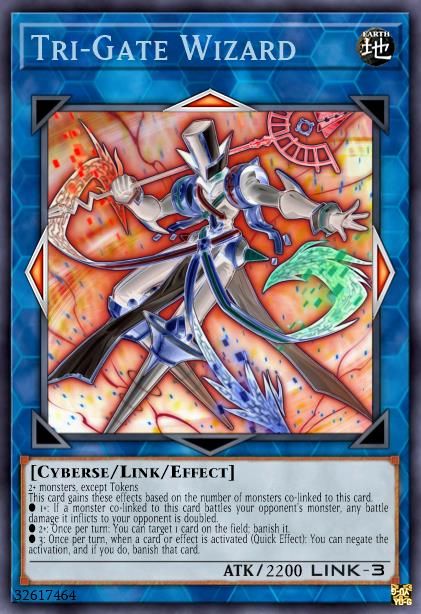 Tri-Gate Wizard
EARTH
地
[Cyberse/Link/Effect]
2+ monsters, except Tokens
This card gains these effects based on the number of monsters co-linked to this card.
● 1+: If a monster co-linked to this card battles your opponent's monster, any battle
damage it inflicts to your opponent is doubled.
● 2+: Once per turn: You can target 1 card on the field; banish it.
● 3: Once per turn, when a card or effect is activated (Quick Effect): You can negate the
activation, and if you do, banish that card.
ATK/2200 LINK-3
32617464